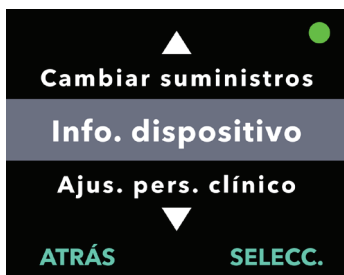 Cambiar suministros
Info. dispositivo
Ajus. pers. clínico
ATRÁS SELECC.